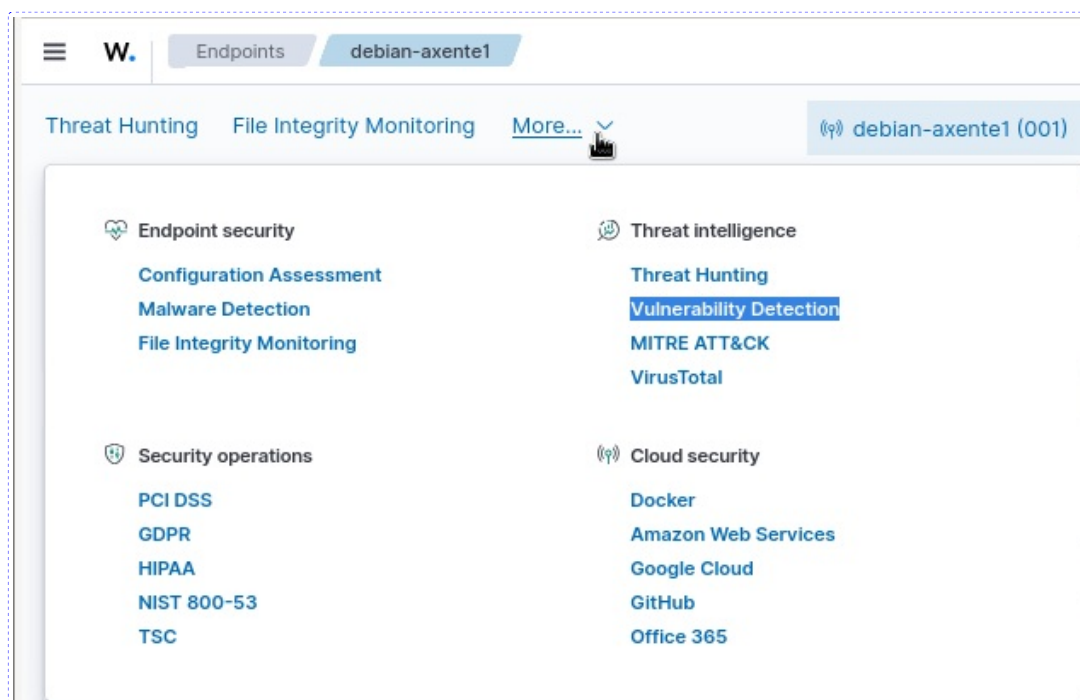 W. Endpoints debian-axente1
Threat Hunting File Integrity Monitoring More... debian-axente1 (001)
Endpoint security
Configuration Assessment
Malware Detection
File Integrity Monitoring
Threat intelligence
Threat Hunting
Vulnerability Detection
MITRE ATT&CK
VirusTotal
Security operations
PCI DSS
GDPR
HIPAA
NIST 800-53
TSC
Cloud security
Docker
Amazon Web Services
Google Cloud
GitHub
Office 365